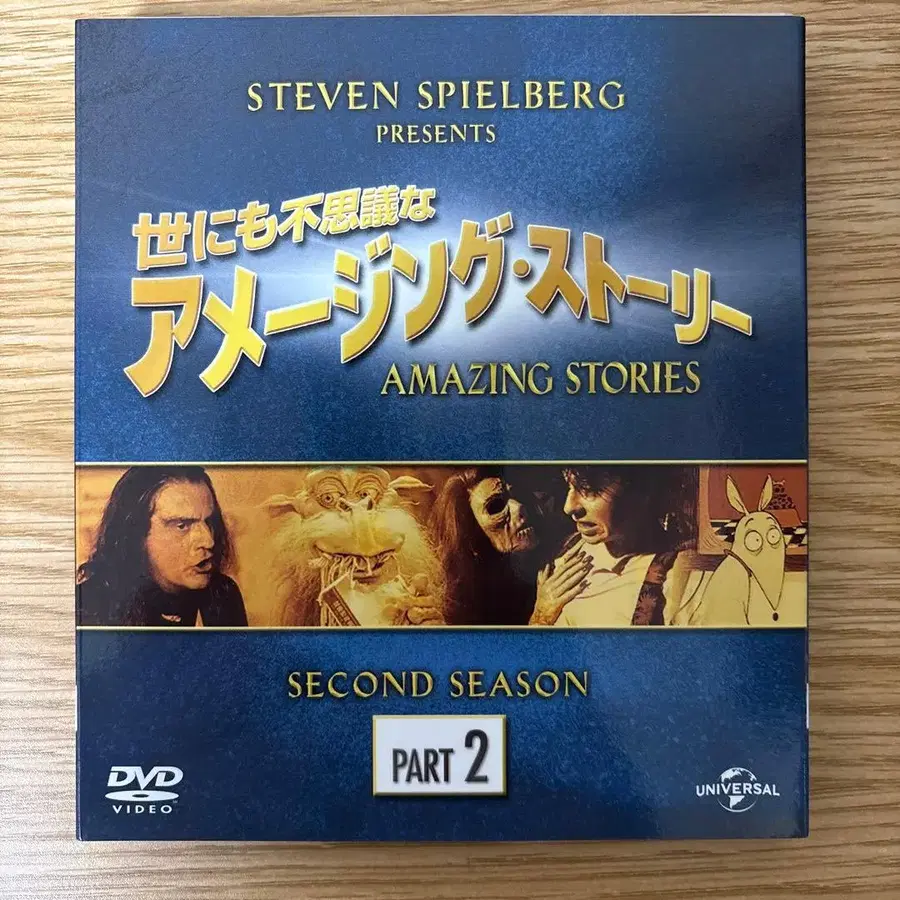 STEVEN SPIELBERG
PRESENTS
世にも不思議な
アメージング・ストーリー
AMAZING STORIES
SECOND SEASON
PART 2
DVD
VIDEO
UNIVERSAL